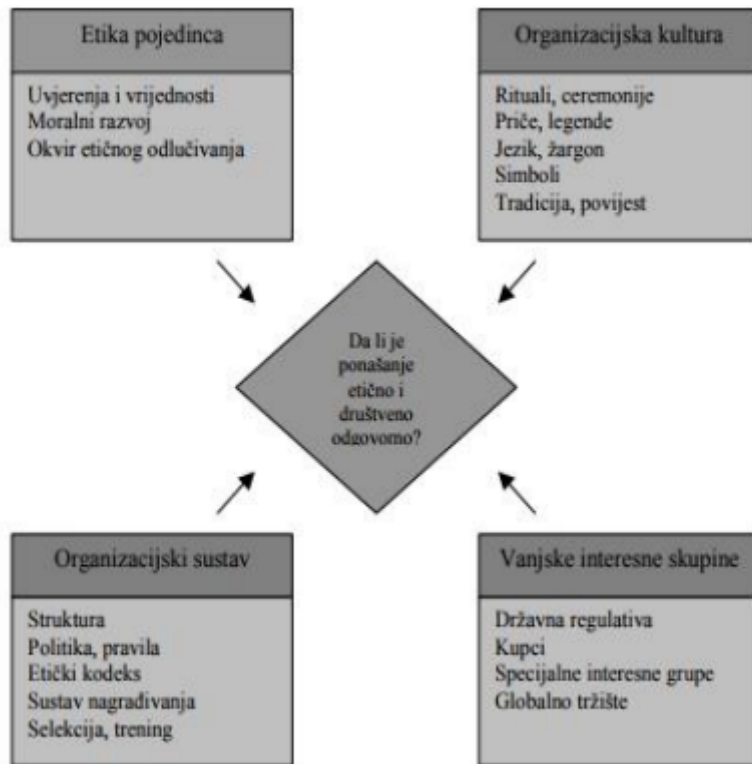 Etika pojedinca
Uvjerenja i vrijednosti
Moralni razvoj
Okvir etičnog odlučivanja
Organizacijska kultura
Rituali, ceremonije
Priče, legende
Jezik, žargon
Simboli
Tradicija, povijest
Da li je
ponašanje
etično i
društveno
odgovorno?
Organizacijski sustav
Struktura
Politika, pravila
Etički kodeks
Sustav nagrađivanja
Selekcija, trening
Vanjske interesne skupine
Državna regulativa
Kupci
Specijalne interesne grupe
Globalno tržište